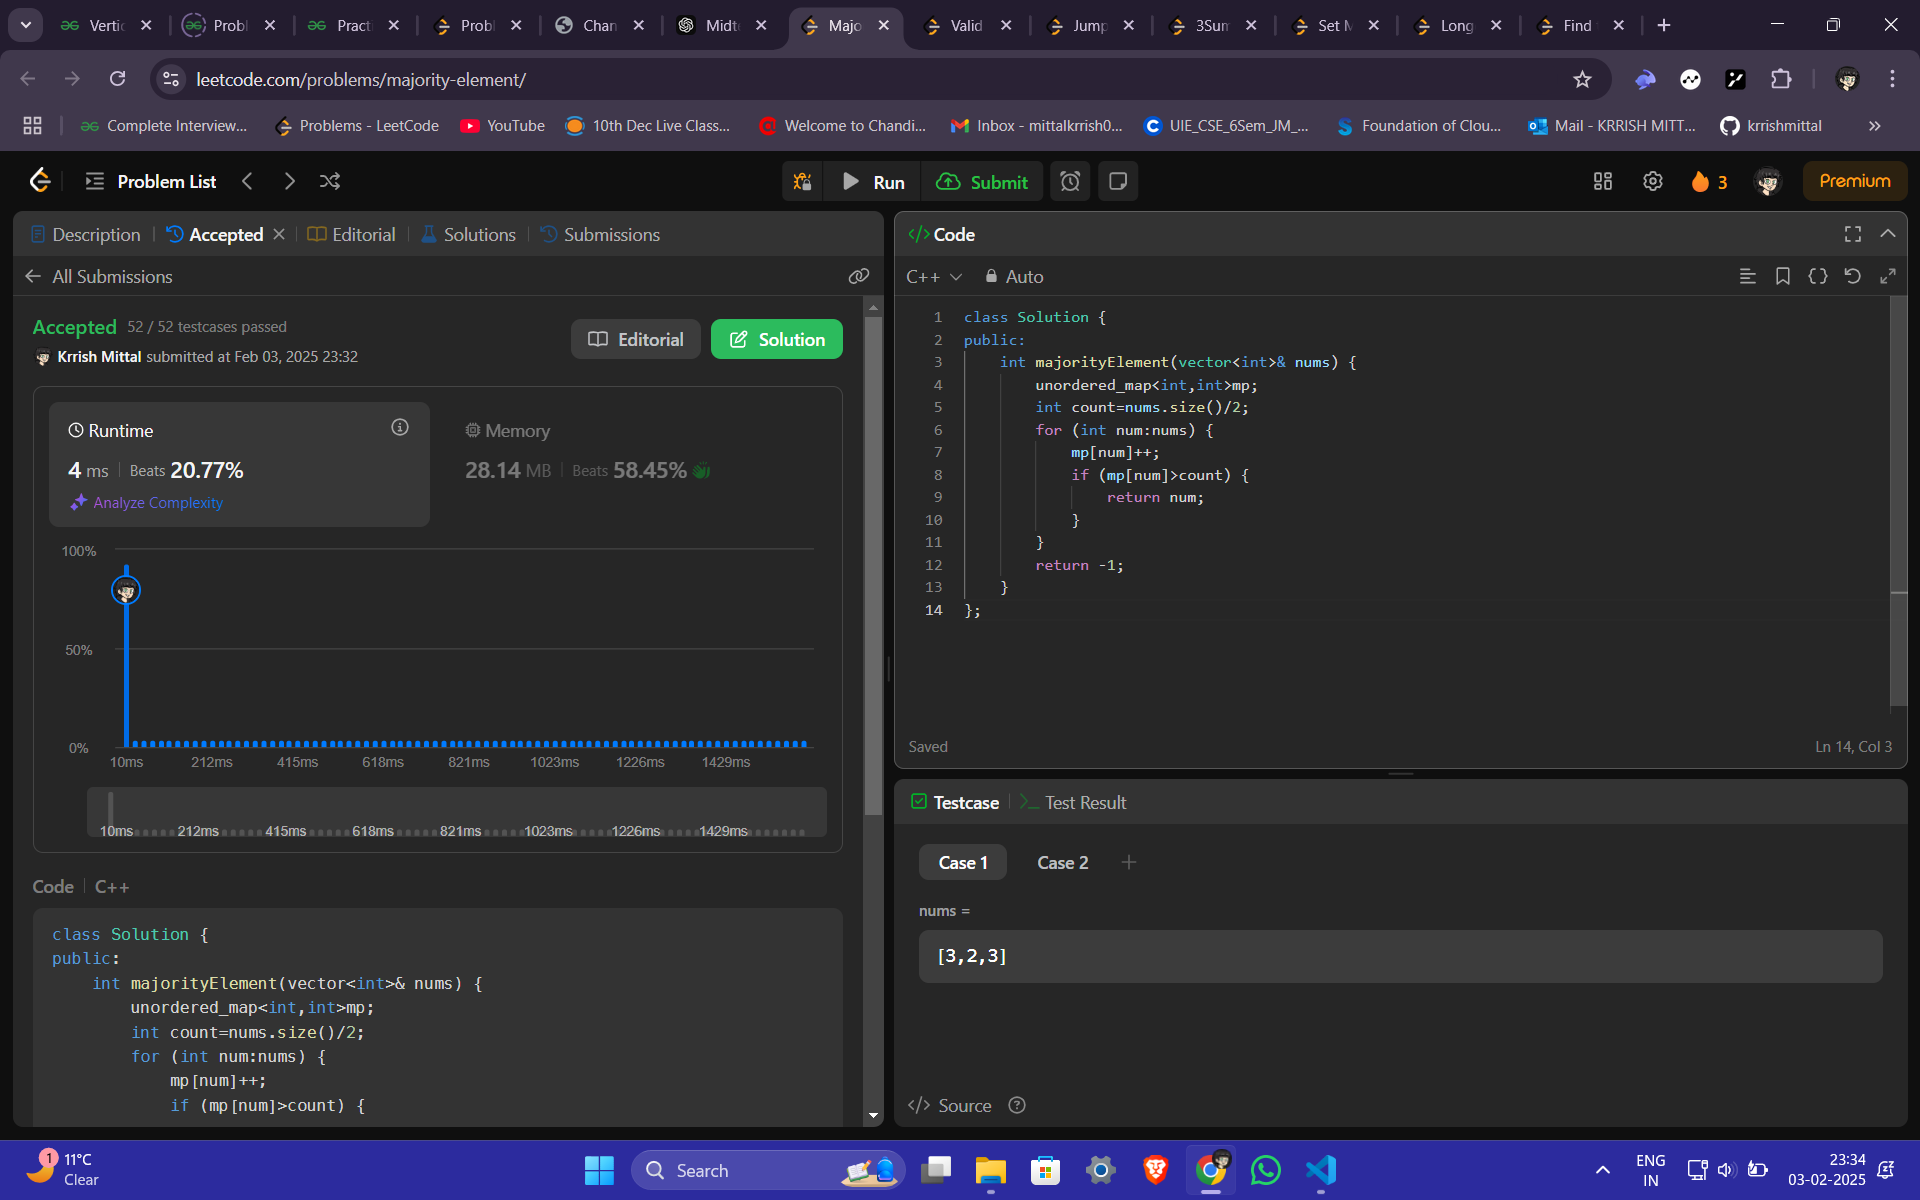 Vertic
Probl
Practi
Probl
Chan
Midt
Majo
Valid
Jump
3Sum
Set M
Long
Find
leetcode.com/problems/majority-element/
Complete Interview...
Problems - LeetCode
YouTube
10th Dec Live Class...
Welcome to Chandi...
Inbox - mittalkrrish0...
UIE_CSE_6Sem_JM_...
Foundation of Clou...
Mail - KRRISH MITT...
krrishmittal
Problem List
Run
Submit
3
Premium
Description
Accepted
Editorial
Solutions
Submissions
All Submissions
Accepted 52 / 52 testcases passed
Krrish Mittal submitted at Feb 03, 2025 23:32
Editorial
Solution
Runtime
4 ms | Beats 20.77%
Analyze Complexity
Memory
28.14 MB | Beats 58.45%
100%
50%
0%
10ms 212ms 415ms 618ms 821ms 1023ms 1226ms 1429ms
10ms 212ms 415ms 618ms 821ms 1023ms 1226ms 1429ms
Code | C++
class Solution {
public:
    int majorityElement(vector<int>& nums) {
        unordered_map<int,int>mp;
        int count=nums.size()/2;
        for (int num:nums) {
            mp[num]++;
            if (mp[num]>count) {
</> Code
C++
Auto
1 class Solution {
2 public:
3     int majorityElement(vector<int>& nums) {
4         unordered_map<int,int>mp;
5         int count=nums.size()/2;
6         for (int num:nums) {
7             mp[num]++;
8             if (mp[num]>count) {
9                 return num;
10             }
11         }
12         return -1;
13     }
14 };
Saved
Ln 14, Col 3
Testcase
Test Result
Case 1
Case 2
nums =
[3,2,3]
</> Source
1
11°C
Clear
Search
ENG
IN
23:34
03-02-2025